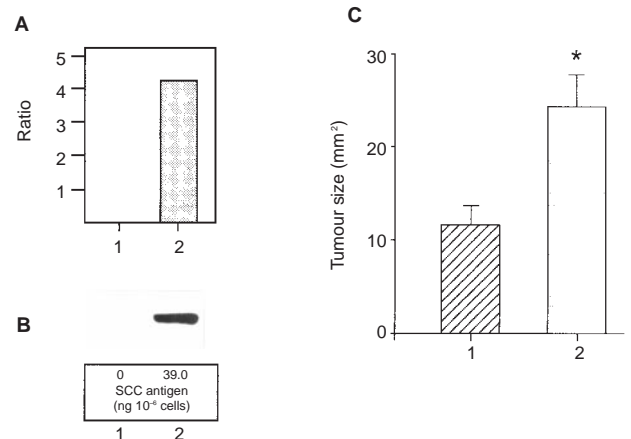 A
5
4
3
2
1
Ratio
1 2
B
0 39.0
SCC antigen
(ng 10⁻⁶ cells)
1 2
C
30
20
10
0
Tumour size (mm²)
*
1 2